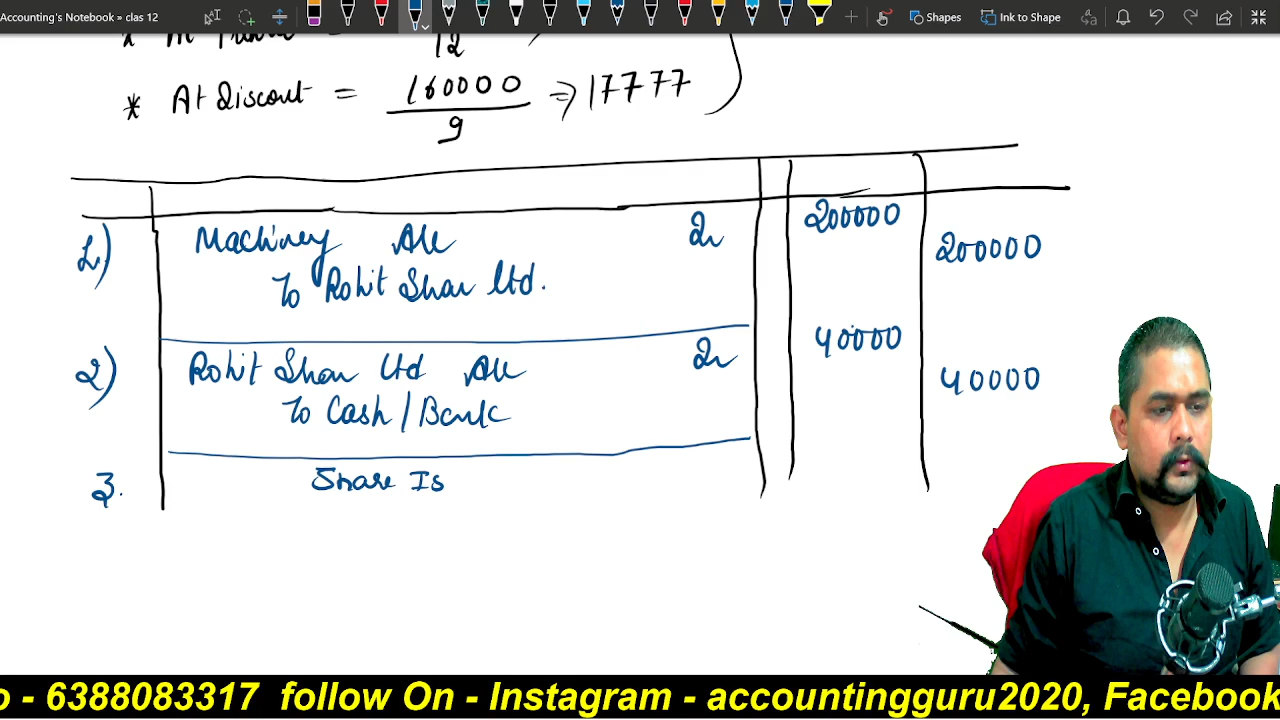 Accounting's Notebook » clas 12
Shapes
Ink to Shape
12
* At Discout = 160000 / 9 => 17777
1) Machinery A/c Dr 200000
To Rohit Shar ltd. 200000
2) Rohit Shar ltd A/c Dr 40000
To Cash/Bank 40000
3. Share Is
o - 6388083317 follow On - Instagram - accountingguru2020, Facebook